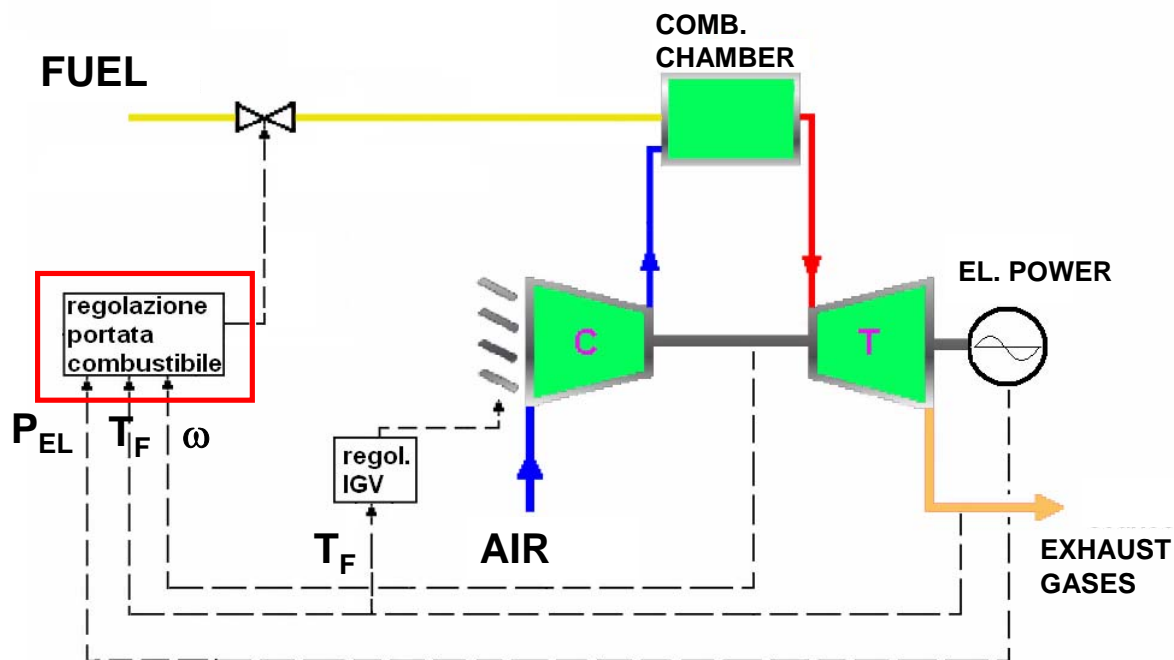 COMB.
CHAMBER
FUEL
EL. POWER
regolazione
portata
combustibile
C
T
P_EL
T_F
ω
regol.
IGV
T_F
AIR
EXHAUST
GASES